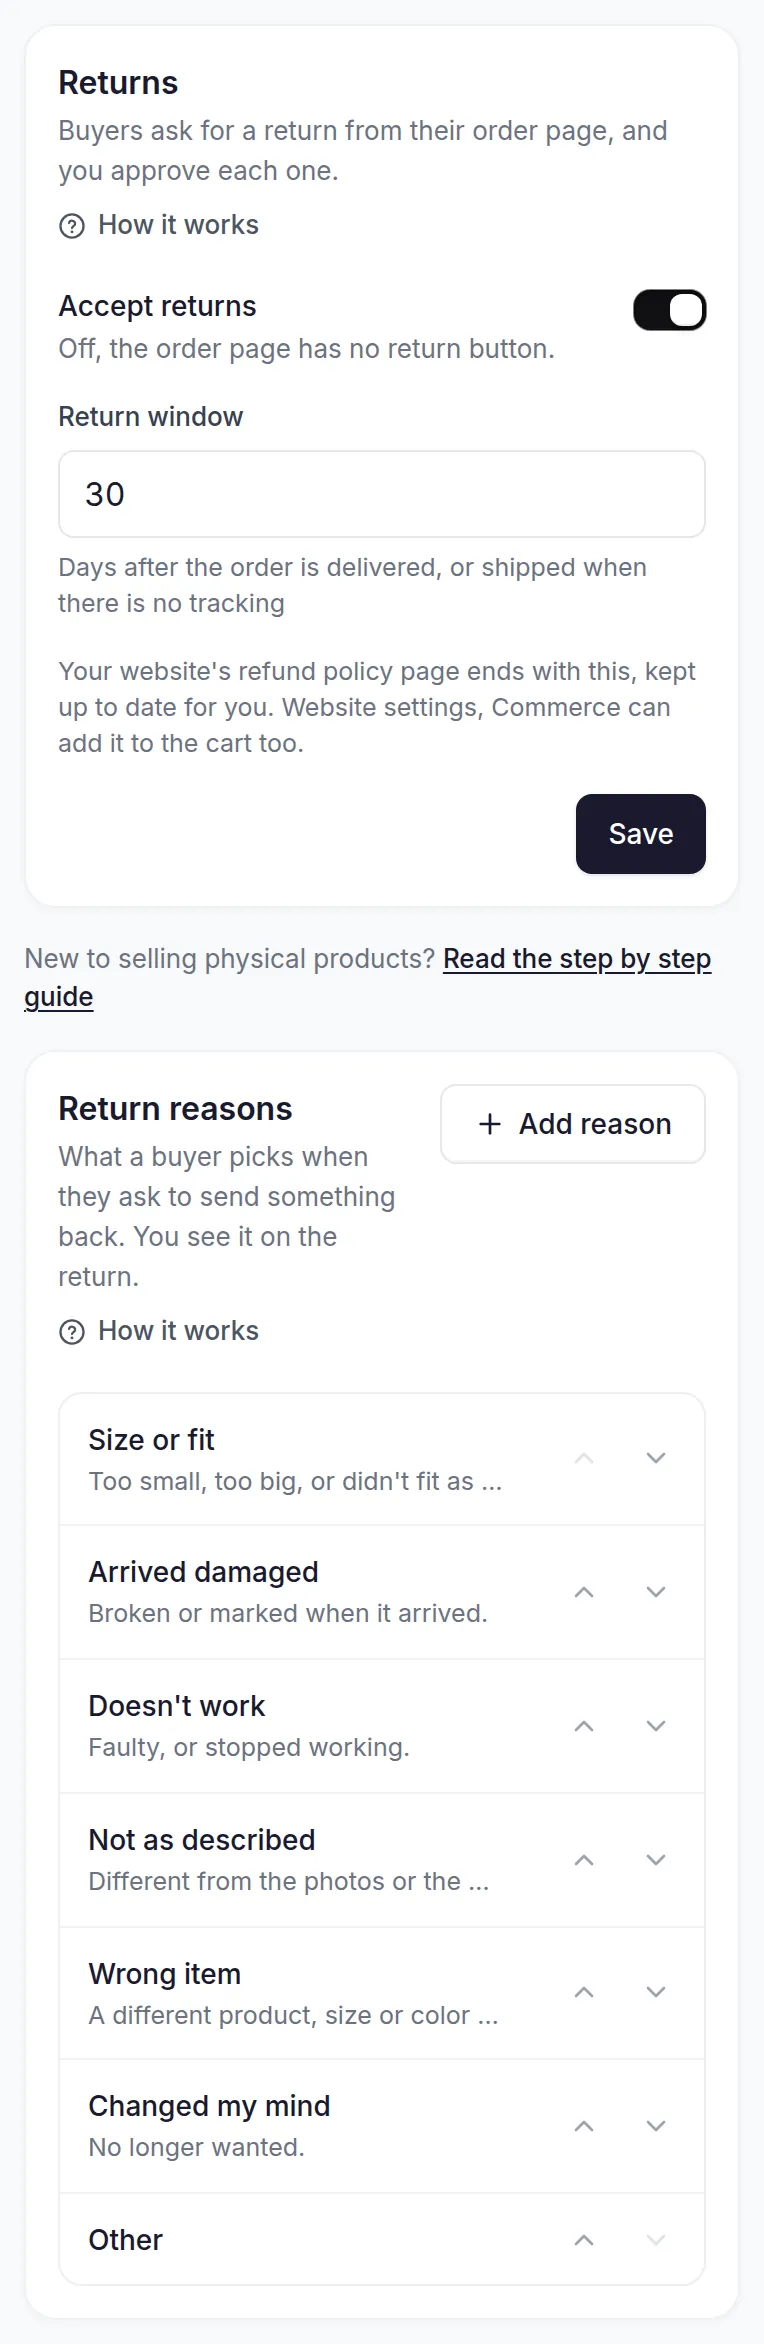 Returns
Buyers ask for a return from their order page, and
you approve each one.
How it works
Accept returns
Off, the order page has no return button.
Return window
30
Days after the order is delivered, or shipped when
there is no tracking
Your website's refund policy page ends with this, kept
up to date for you. Website settings, Commerce can
add it to the cart too.
Save
New to selling physical products? Read the step by step
guide
Return reasons
Add reason
What a buyer picks when
they ask to send something
back. You see it on the
return.
How it works
Size or fit
Too small, too big, or didn't fit as ...
Arrived damaged
Broken or marked when it arrived.
Doesn't work
Faulty, or stopped working.
Not as described
Different from the photos or the ...
Wrong item
A different product, size or color ...
Changed my mind
No longer wanted.
Other